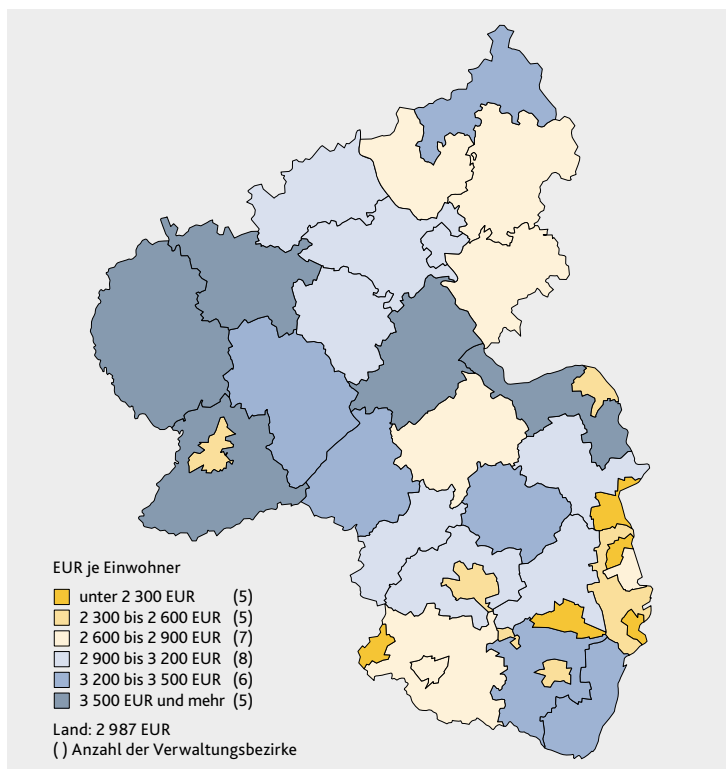 EUR je Einwohner
unter 2 300 EUR (5)
2 300 bis 2 600 EUR (5)
2 600 bis 2 900 EUR (7)
2 900 bis 3 200 EUR (8)
3 200 bis 3 500 EUR (6)
3 500 EUR und mehr (5)
Land: 2 987 EUR
( ) Anzahl der Verwaltungsbezirke